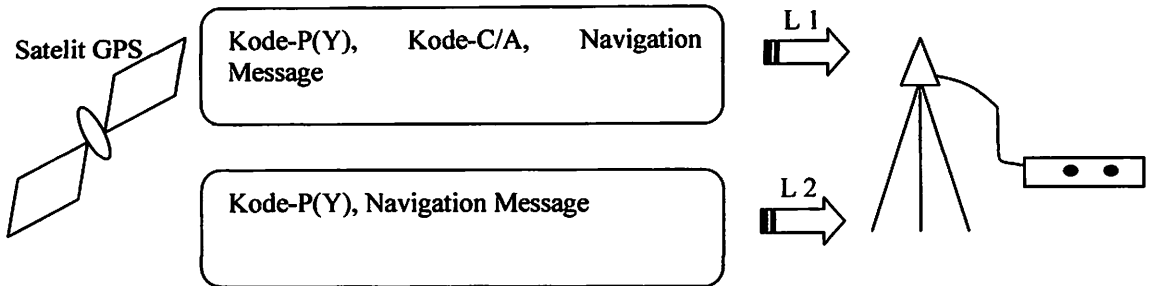 Satelit GPS
Kode-P(Y), Kode-C/A, Navigation
Message
L 1
Kode-P(Y), Navigation Message
L 2